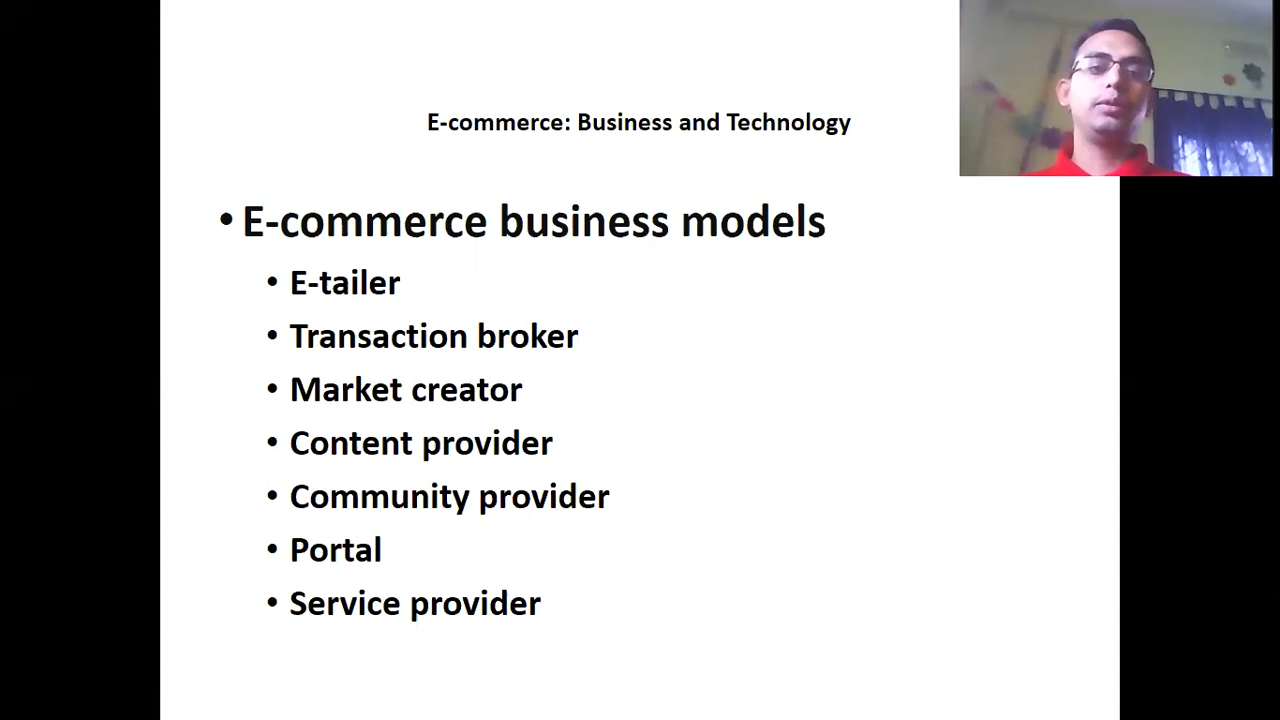 E-commerce: Business and Technology
• E-commerce business models
• E-tailer
• Transaction broker
• Market creator
• Content provider
• Community provider
• Portal
• Service provider